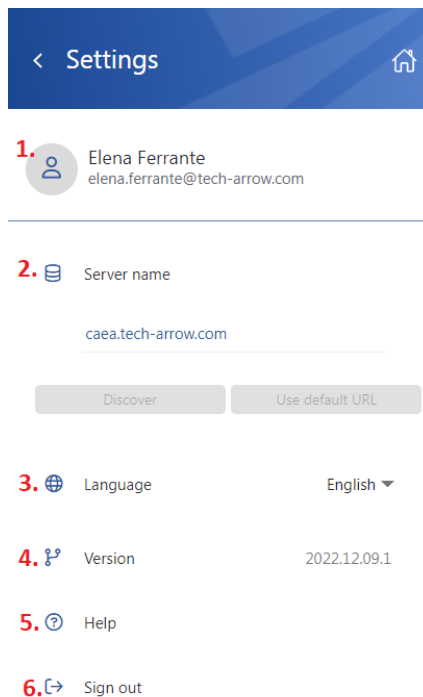 Settings
1.
Elena Ferrante
elena.ferrante@tech-arrow.com
2. Server name
caea.tech-arrow.com
Discover Use default URL
3. Language English
4. Version 2022.12.09.1
5. Help
6. Sign out